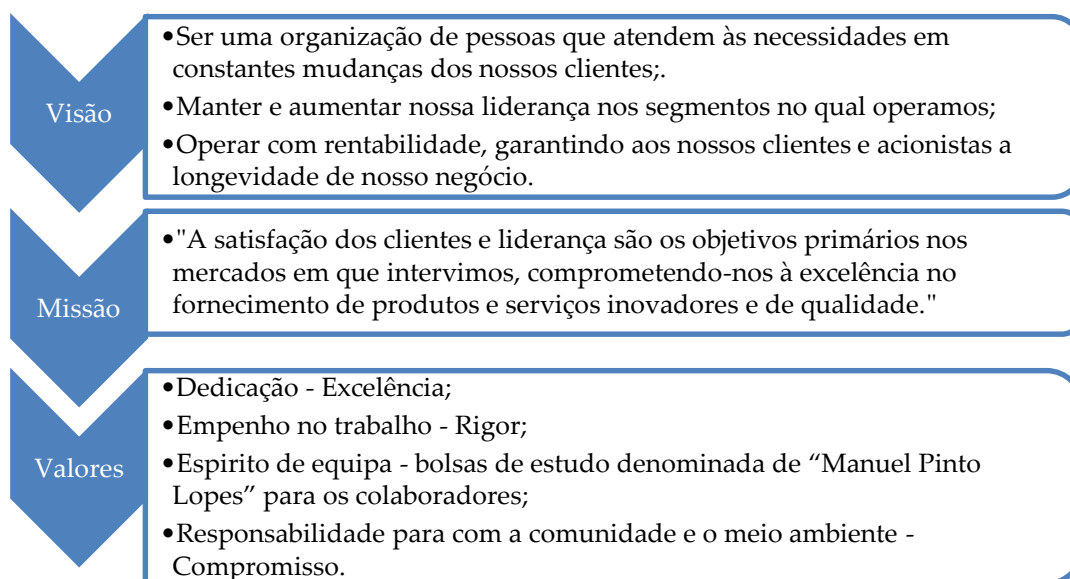 Visão
•Ser uma organização de pessoas que atendem às necessidades em
constantes mudanças dos nossos clientes;.
•Manter e aumentar nossa liderança nos segmentos no qual operamos;
•Operar com rentabilidade, garantindo aos nossos clientes e acionistas a
longevidade de nosso negócio.
Missão
•"A satisfação dos clientes e liderança são os objetivos primários nos
mercados em que intervimos, comprometendo-nos à excelência no
fornecimento de produtos e serviços inovadores e de qualidade."
Valores
•Dedicação - Excelência;
•Empenho no trabalho - Rigor;
•Espirito de equipa - bolsas de estudo denominada de “Manuel Pinto
Lopes” para os colaboradores;
•Responsabilidade para com a comunidade e o meio ambiente -
Compromisso.